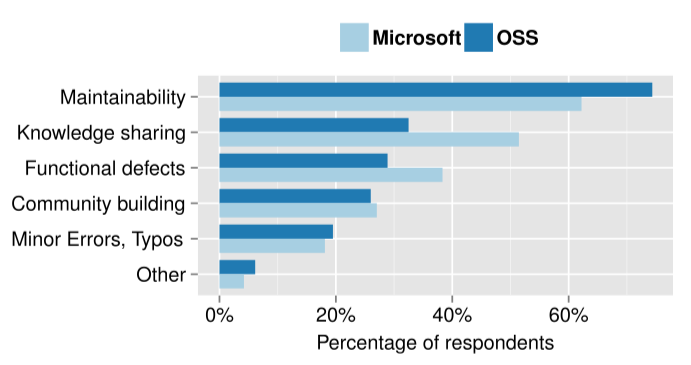 Microsoft OSS
Maintainability
Knowledge sharing
Functional defects
Community building
Minor Errors, Typos
Other
0% 20% 40% 60%
Percentage of respondents